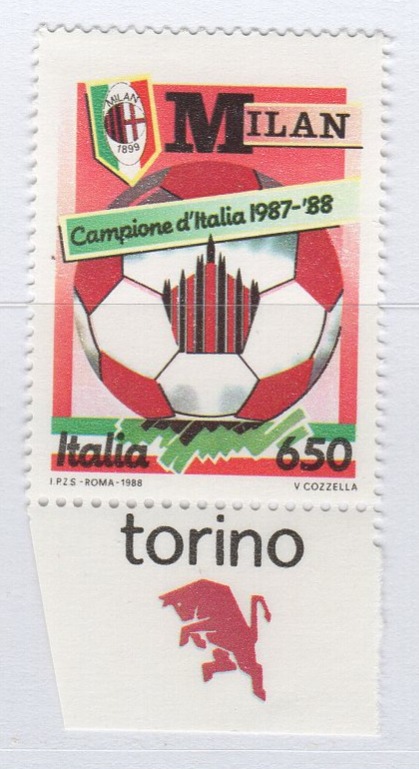 MILAN
1899
MILAN
Campione d'Italia 1987-'88
Italia 650
I.P.Z.S - ROMA - 1988 V. COZZELLA
torino